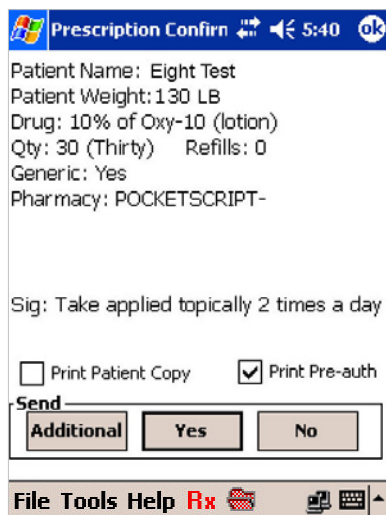 Prescription Confirn 5:40 ok
Patient Name: Eight Test
Patient Weight: 130 LB
Drug: 10% of Oxy-10 (lotion)
Qty: 30 (Thirty) Refills: 0
Generic: Yes
Pharmacy: POCKETSCRIPT-
Sig: Take applied topically 2 times a day
Print Patient Copy Print Pre-auth
Send
Additional Yes No
File Tools Help Rx